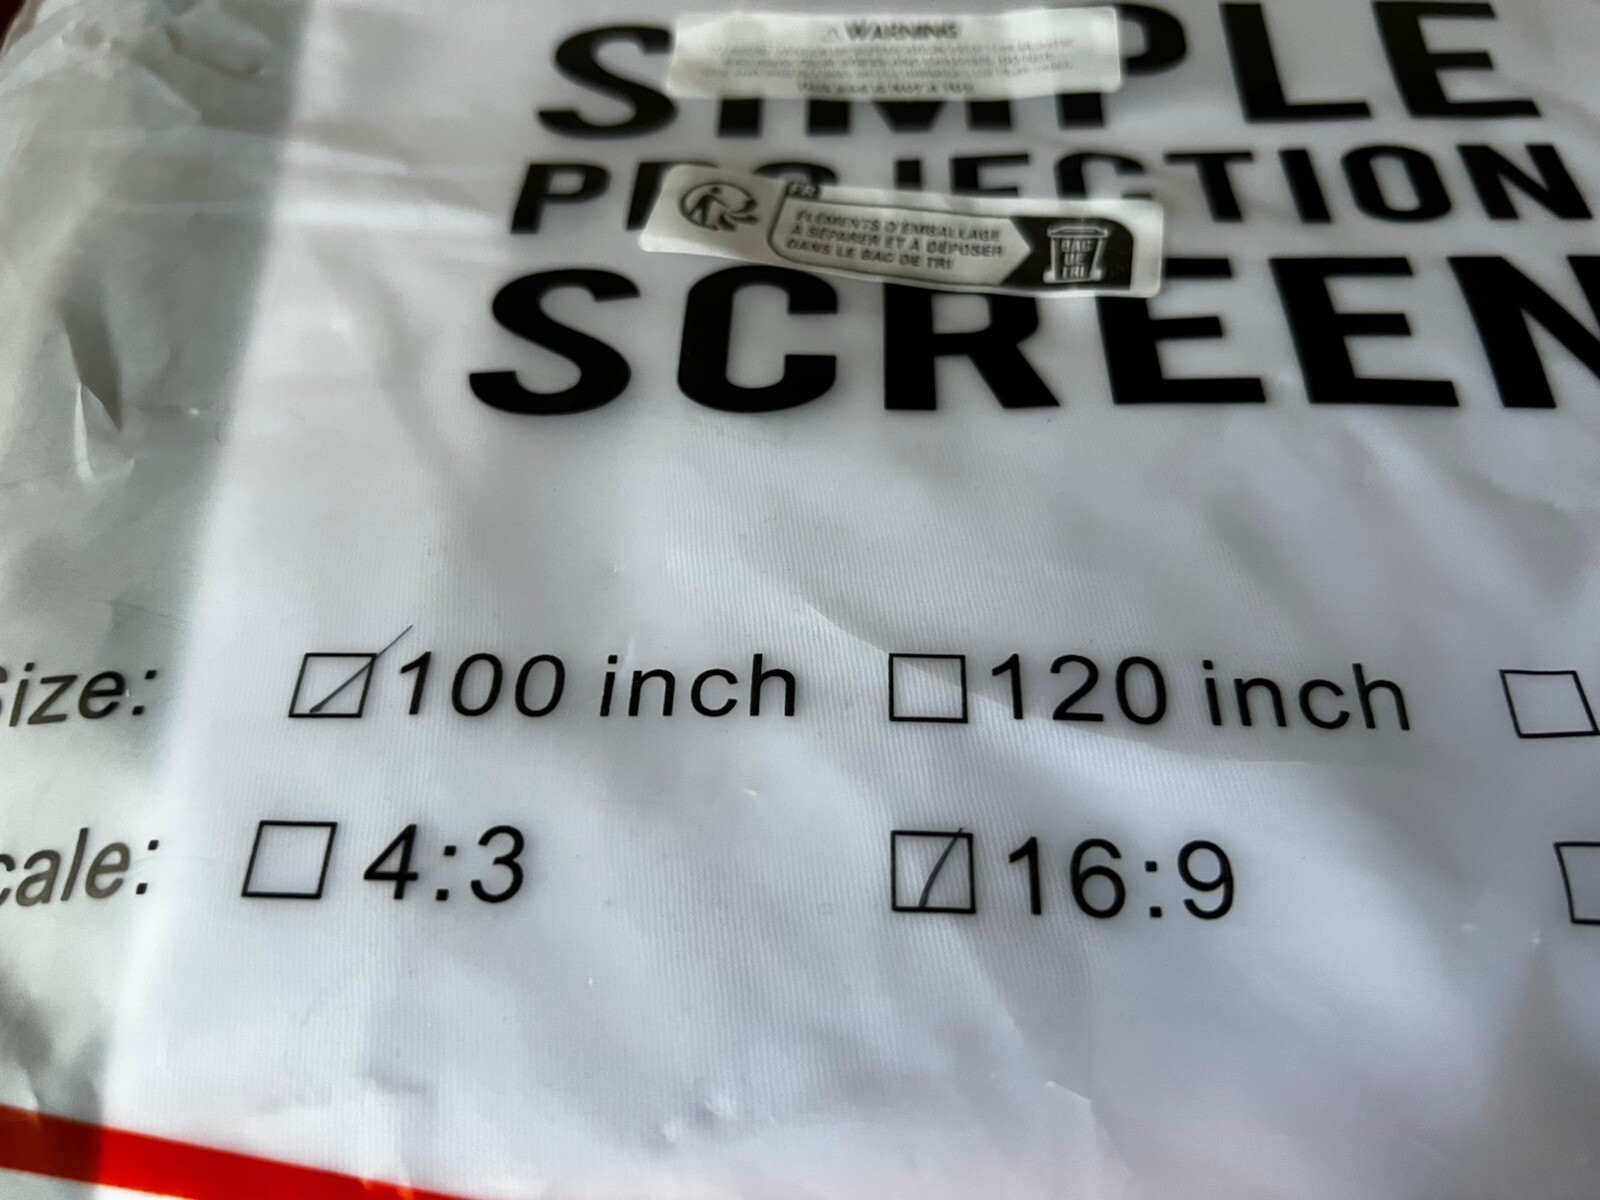 ⚠ WARNING
SIMPLE
PROJECTION
FR
ÉLÉMENTS D'EMBALLAGE
À SÉPARER ET À DÉPOSER
DANS LE BAC DE TRI
BAC
DE
TRI
SCREEN
Size:
100 inch
120 inch
cale:
4:3
16:9